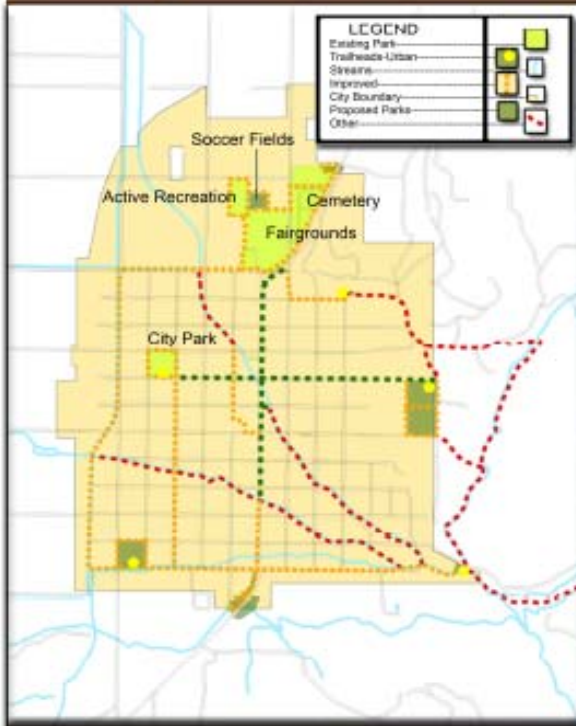 LEGEND
Existing Park
Trailheads-Urban
Streams
Improved
City Boundary
Proposed Parks
Other
Soccer Fields
Active Recreation
Cemetery
Fairgrounds
City Park